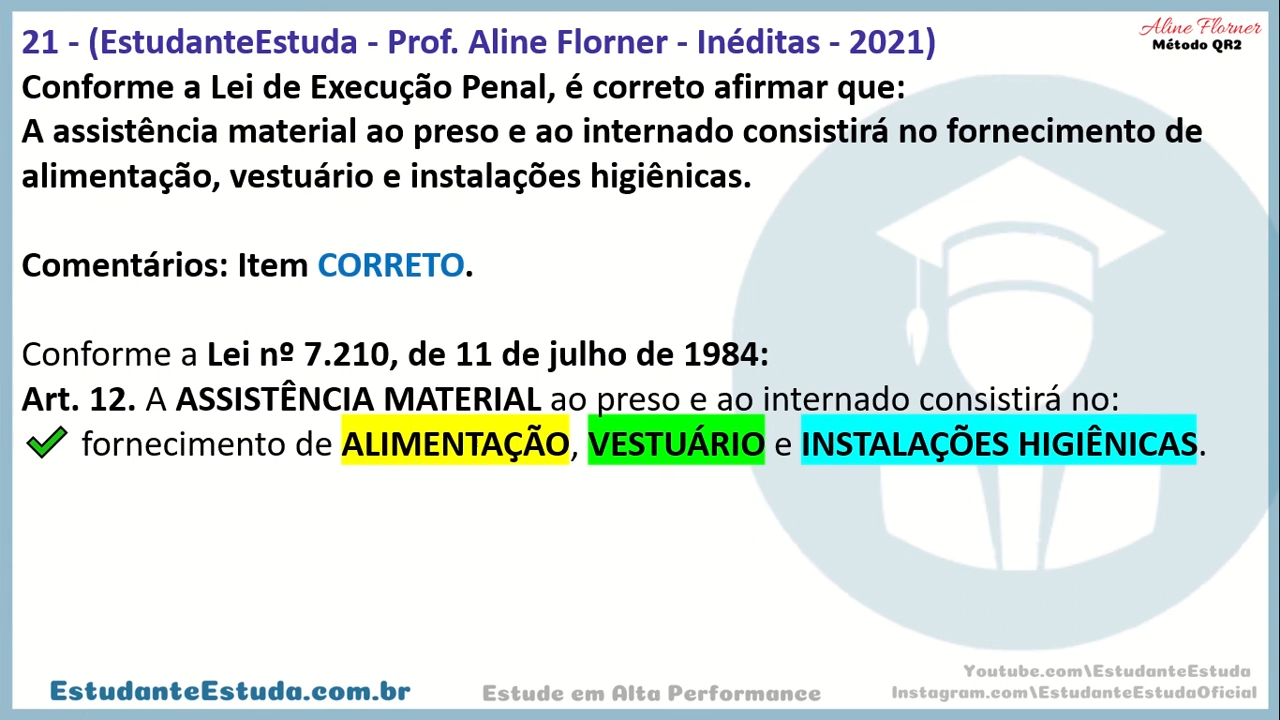 21 - (EstudanteEstuda - Prof. Aline Florner - Inéditas - 2021)
Aline Florner
Método QR2
Conforme a Lei de Execução Penal, é correto afirmar que:
A assistência material ao preso e ao internado consistirá no fornecimento de
alimentação, vestuário e instalações higiênicas.
Comentários: Item CORRETO.
Conforme a Lei nº 7.210, de 11 de julho de 1984:
Art. 12. A ASSISTÊNCIA MATERIAL ao preso e ao internado consistirá no:
fornecimento de ALIMENTAÇÃO, VESTUÁRIO e INSTALAÇÕES HIGIÊNICAS.
EstudanteEstuda.com.br
Estude em Alta Performance
Youtube.com\EstudanteEstuda
Instagram.com\EstudanteEstudaOficial